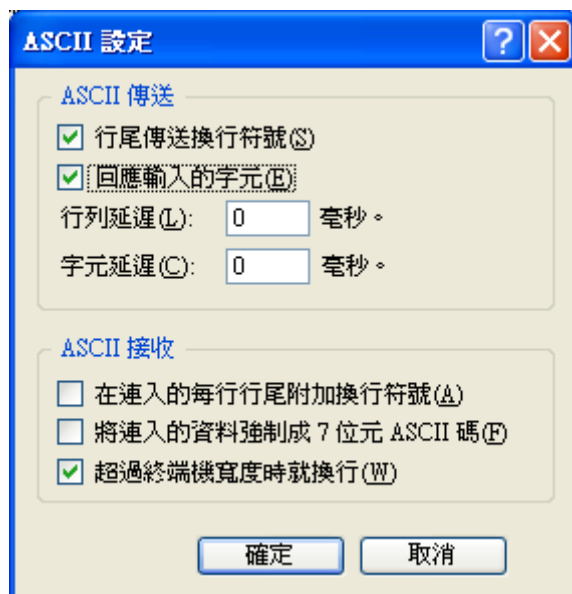 ASCII 設定
ASCII 傳送
行尾傳送換行符號(S)
回應輸入的字元(E)
行列延遲(L): 0 毫秒。
字元延遲(C): 0 毫秒。
ASCII 接收
在連入的每行行尾附加換行符號(A)
將連入的資料強制成 7 位元 ASCII 碼(F)
超過終端機寬度時就換行(W)
確定 取消